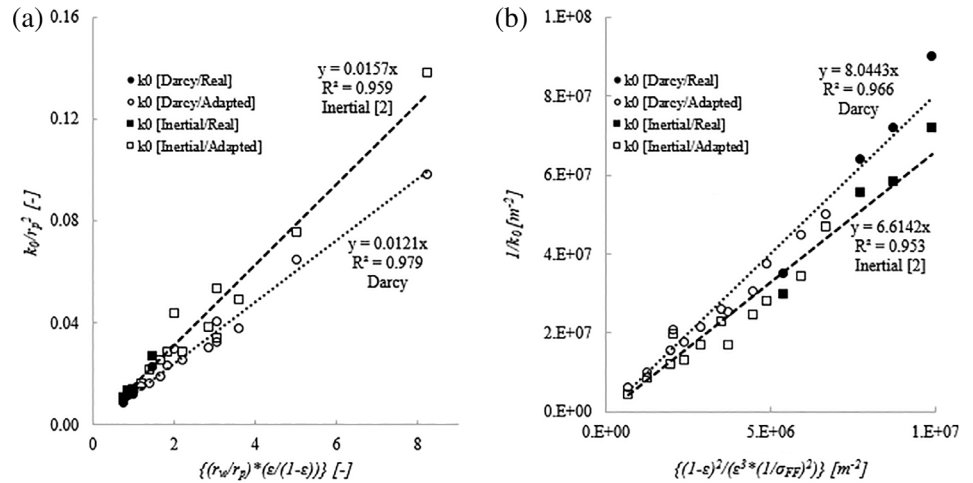 (a)
0.16
0.12
0.08
0.04
0.00
k₀/rₚ² [-]
k0 [Darcy/Real]
k0 [Darcy/Adapted]
k0 [Inertial/Real]
k0 [Inertial/Adapted]
y = 0.0157x
R² = 0.959
Inertial [2]
y = 0.0121x
R² = 0.979
Darcy
0 2 4 6 8
{(r_w/r_p)*(ε/(1-ε))} [-]
(b)
1.E+08
8.E+07
6.E+07
4.E+07
2.E+07
0.E+00
1/k₀ [m⁻²]
k0 [Darcy/Real]
k0 [Darcy/Adapted]
k0 [Inertial/Real]
k0 [Inertial/Adapted]
y = 8.0443x
R² = 0.966
Darcy
y = 6.6142x
R² = 0.953
Inertial [2]
0.E+00 5.E+06 1.E+07
{(1-ε)²/(ε³*(1/σ_FF)²)} [m⁻²]